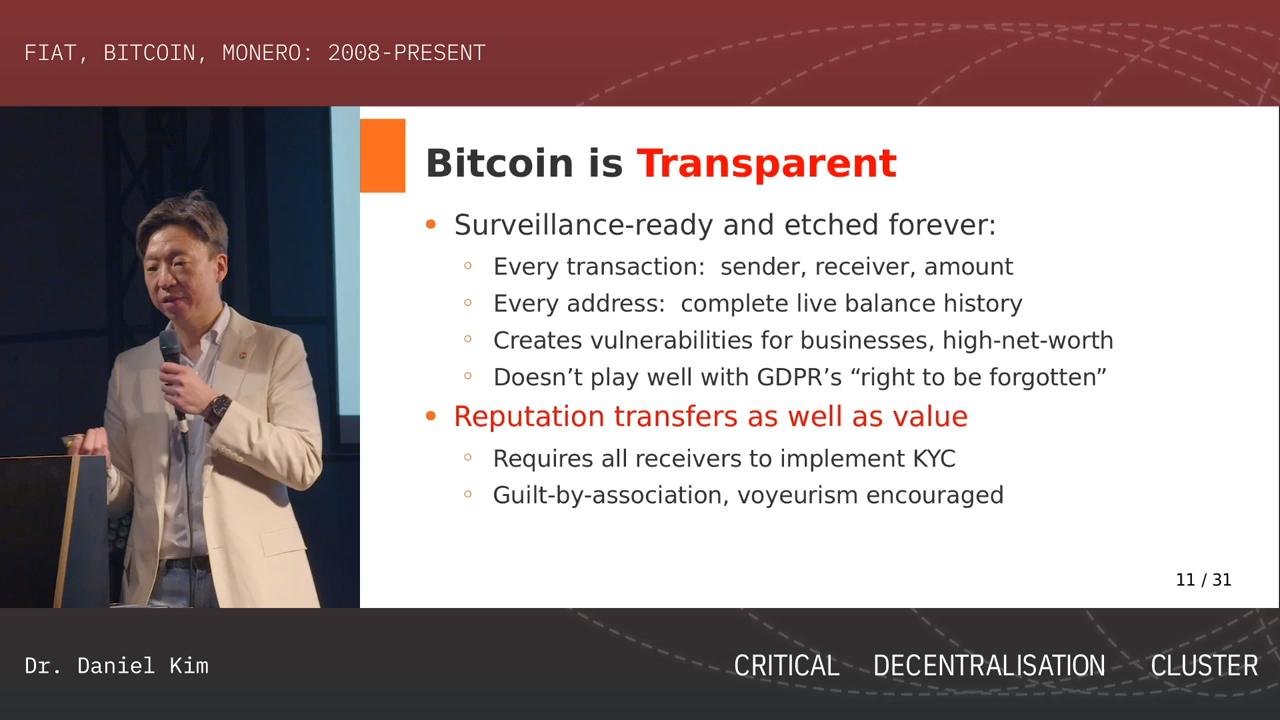 FIAT, BITCOIN, MONERO: 2008-PRESENT
Bitcoin is Transparent
• Surveillance-ready and etched forever:
◦ Every transaction:  sender, receiver, amount
◦ Every address:  complete live balance history
◦ Creates vulnerabilities for businesses, high-net-worth
◦ Doesn’t play well with GDPR’s “right to be forgotten”
• Reputation transfers as well as value
◦ Requires all receivers to implement KYC
◦ Guilt-by-association, voyeurism encouraged
11 / 31
Dr. Daniel Kim
CRITICAL DECENTRALISATION CLUSTER